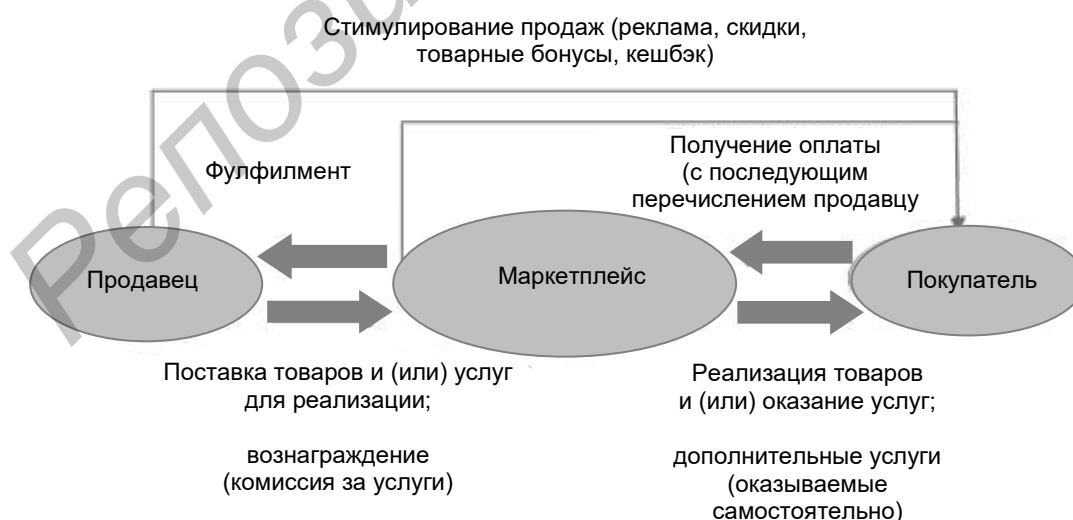 Стимулирование продаж (реклама, скидки,
товарные бонусы, кешбэк)
Фулфилмент
Получение оплаты
(с последующим
перечислением продавцу
Продавец
Маркетплейс
Покупатель
Поставка товаров и (или) услуг
для реализации;
вознаграждение
(комиссия за услуги)
Реализация товаров
и (или) оказание услуг;
дополнительные услуги
(оказываемые
самостоятельно)